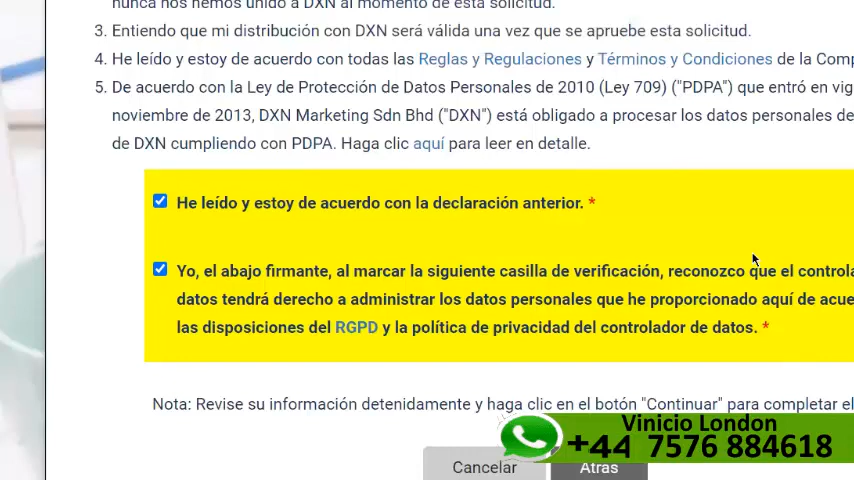 nunca nos hemos unido a DXN al momento de esta solicitud.
3. Entiendo que mi distribución con DXN será válida una vez que se apruebe esta solicitud.
4. He leído y estoy de acuerdo con todas las Reglas y Regulaciones y Términos y Condiciones de la Comp
5. De acuerdo con la Ley de Protección de Datos Personales de 2010 (Ley 709) ("PDPA") que entró en vig
noviembre de 2013, DXN Marketing Sdn Bhd ("DXN") está obligado a procesar los datos personales de
de DXN cumpliendo con PDPA. Haga clic aquí para leer en detalle.
He leído y estoy de acuerdo con la declaración anterior. *
Yo, el abajo firmante, al marcar la siguiente casilla de verificación, reconozco que el controla
datos tendrá derecho a administrar los datos personales que he proporcionado aquí de acue
las disposiciones del RGPD y la política de privacidad del controlador de datos. *
Nota: Revise su información detenidamente y haga clic en el botón "Continuar" para completar el
Vinicio London
+44 7576 884618
Cancelar Atrás